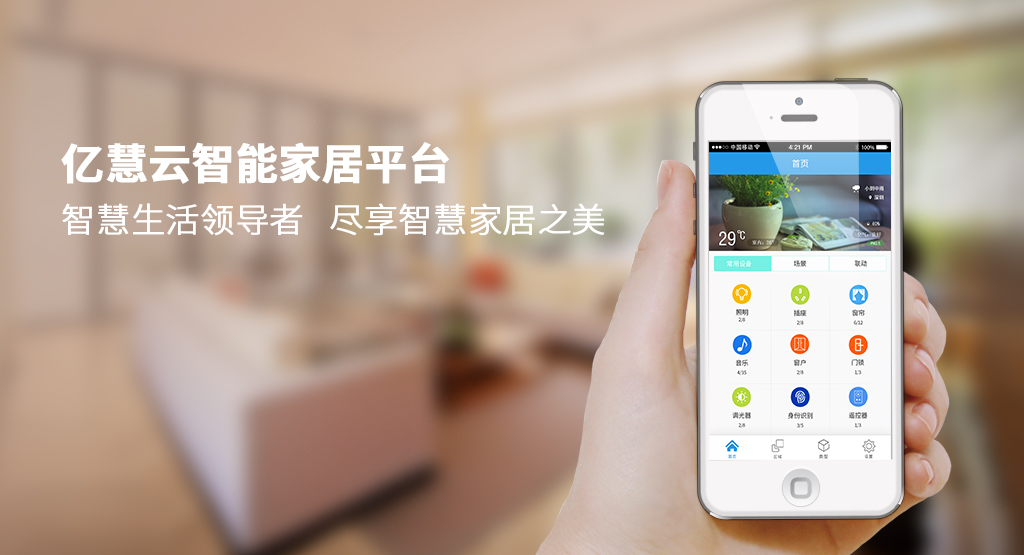 亿慧云智能家居平台
智慧生活领导者 尽享智慧家居之美
中国移动 4:21 PM 100%
首页
小到中雨
深圳
29℃
常用设备 场景 联动
照明 插座 窗帘
2/8 2/8 6/12
音乐 窗户 门锁
4/15 2/8 1/3
调光器 身份识别 遥控器
2/8 3/5 1/3
首页 区域 类型 设置